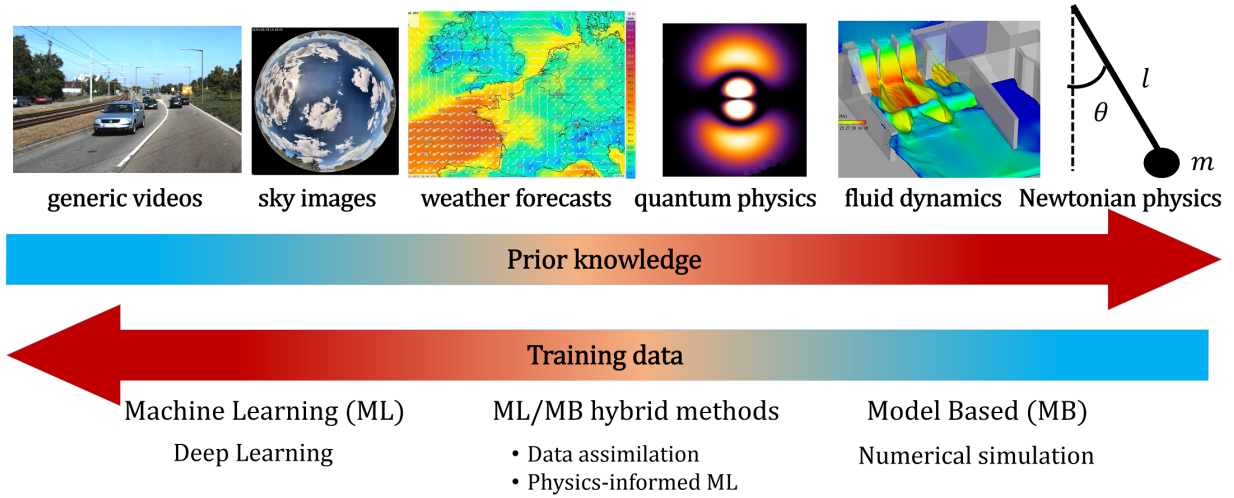 generic videos
sky images
weather forecasts
quantum physics
fluid dynamics
Newtonian physics
θ
l
m
Prior knowledge
Training data
Machine Learning (ML)
Deep Learning
ML/MB hybrid methods
• Data assimilation
• Physics-informed ML
Model Based (MB)
Numerical simulation